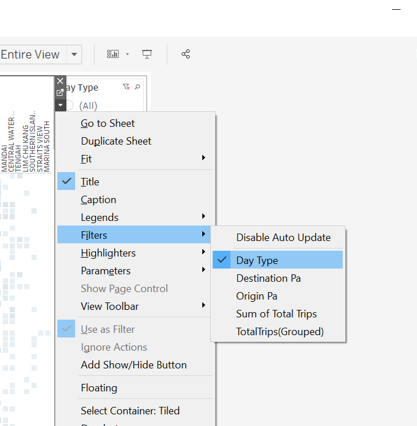 Entire View
Day Type
(All)
MANDAI
CENTRAL WATER ...
TENGAH
LIM CHU KANG
SOUTHERN ISLAN...
STRAITS VIEW
MARINA SOUTH
Go to Sheet
Duplicate Sheet
Fit
Title
Caption
Legends
Filters
Highlighters
Parameters
Show Page Control
View Toolbar
Use as Filter
Ignore Actions
Add Show/Hide Button
Floating
Select Container: Tiled
Disable Auto Update
Day Type
Destination Pa
Origin Pa
Sum of Total Trips
TotalTrips(Grouped)